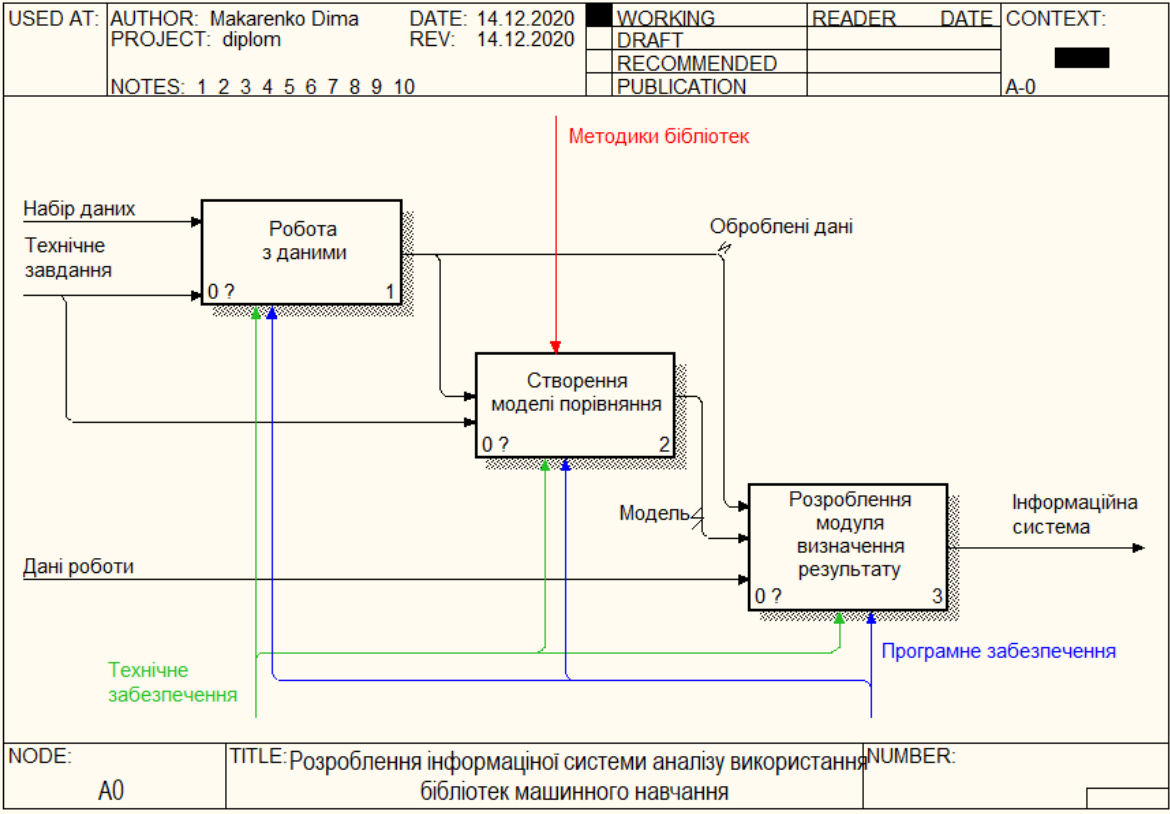 USED AT:
AUTHOR: Makarenko Dima
DATE: 14.12.2020
PROJECT: diplom
REV: 14.12.2020
NOTES: 1 2 3 4 5 6 7 8 9 10
WORKING
DRAFT
RECOMMENDED
PUBLICATION
READER DATE
CONTEXT:
A-0
Методики бібліотек
Набір даних
Технічне
завдання
Робота
з даними
0 ? 1
Оброблені дані
Створення
моделі порівняння
0 ? 2
Модель
Розроблення
модуля
визначення
результату
0 ? 3
Інформаційна
система
Дані роботи
Технічне
забезпечення
Програмне забезпечення
NODE:
A0
TITLE:
Розроблення інформаціної системи аналізу використання
бібліотек машинного навчання
NUMBER: